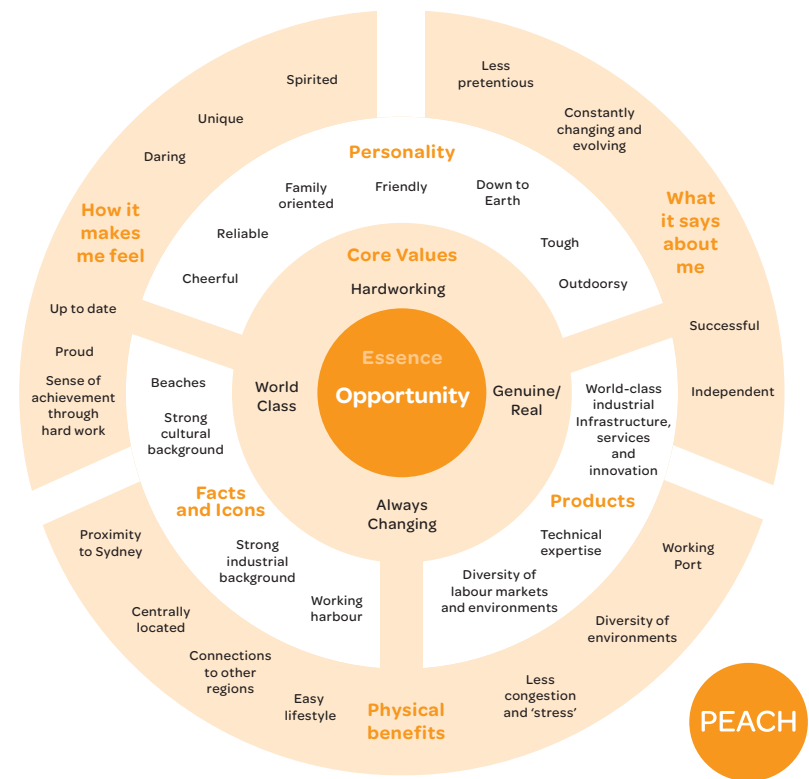 How it
makes
me feel
Spirited
Unique
Daring
Up to date
Proud
Sense of
achievement
through
hard work
What
it says
about
me
Less
pretentious
Constantly
changing and
evolving
Successful
Independent
Personality
Cheerful
Reliable
Family
oriented
Friendly
Down to
Earth
Tough
Outdoorsy
Core Values
Hardworking
World
Class
Genuine/
Real
Always
Changing
Essence
Opportunity
Facts
and Icons
Beaches
Strong
cultural
background
Strong
industrial
background
Working
harbour
Products
World-class
industrial
Infrastructure,
services
and
innovation
Technical
expertise
Diversity of
labour markets
and environments
Physical
benefits
Proximity
to Sydney
Centrally
located
Connections
to other
regions
Easy
lifestyle
Less
congestion
and ‘stress’
Diversity of
environments
Working
Port
PEACH